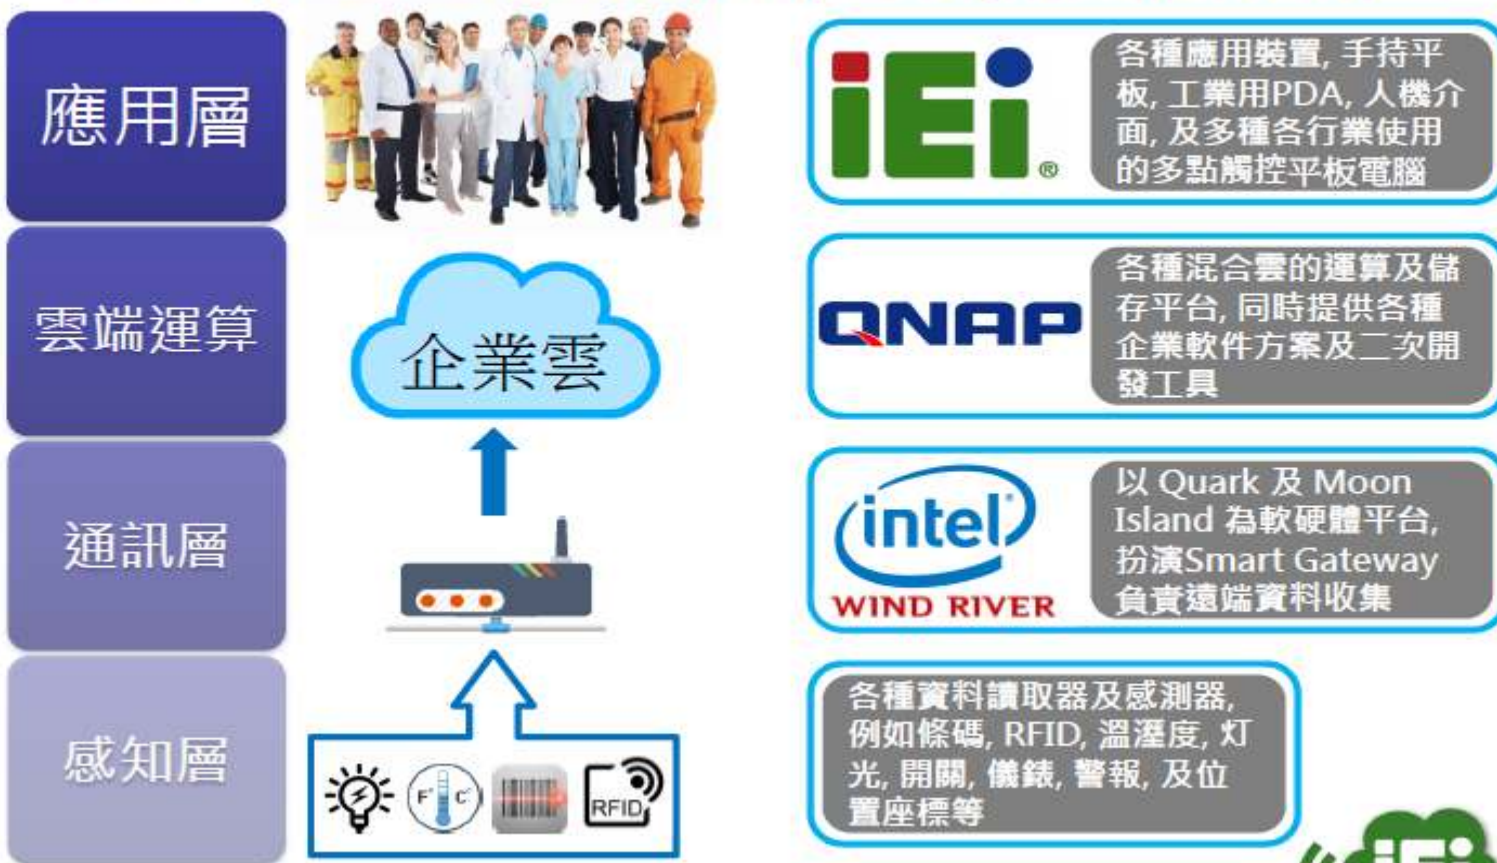 應用層
iEi®
各種應用裝置, 手持平
板, 工業用PDA, 人機介
面, 及多種各行業使用
的多點觸控平板電腦
雲端運算
企業雲
QNAP
各種混合雲的運算及儲
存平台, 同時提供各種
企業軟件方案及二次開
發工具
通訊層
intel®
WIND RIVER
以 Quark 及 Moon
Island 為軟硬體平台,
扮演Smart Gateway
負責遠端資料收集
感知層
F° C°
RFID
各種資料讀取器及感測器,
例如條碼, RFID, 溫溼度, 灯
光, 開關, 儀錶, 警報, 及位
置座標等
iEi